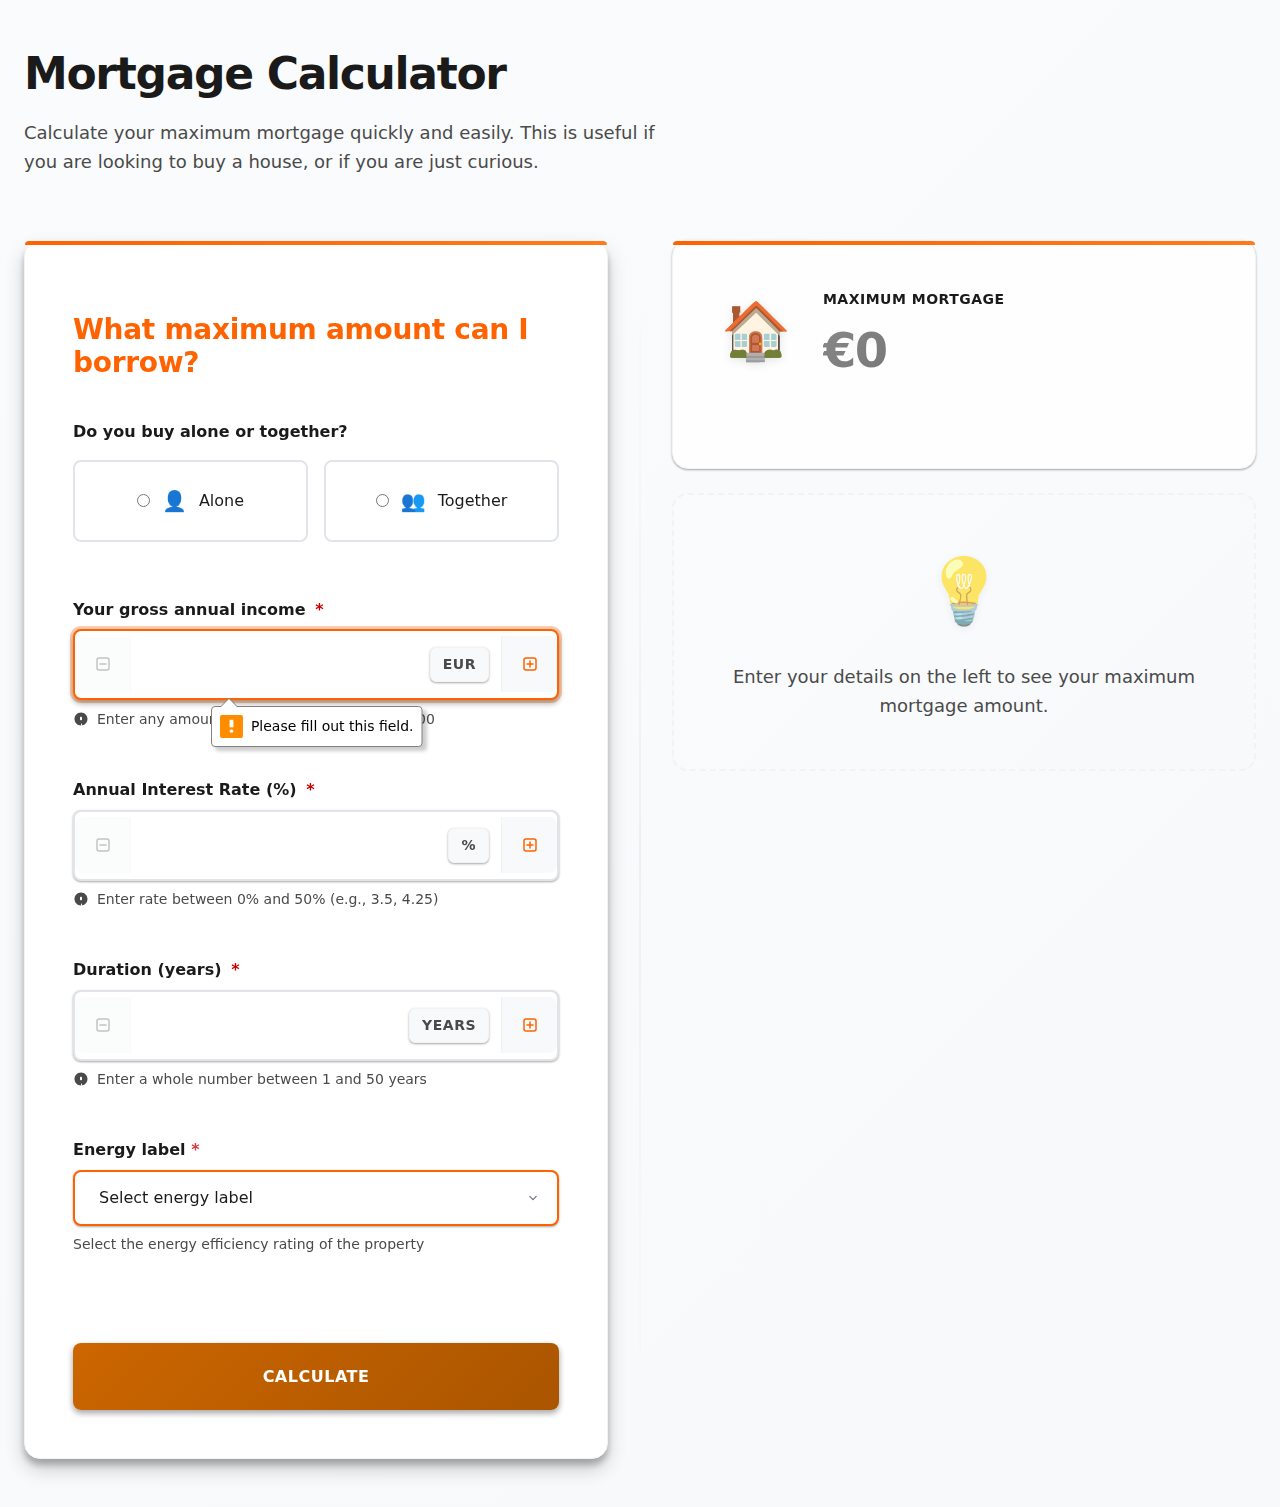 Mortgage Calculator
Calculate your maximum mortgage quickly and easily. This is useful if
you are looking to buy a house, or if you are just curious.
What maximum amount can I
borrow?
Do you buy alone or together?
Alone
Together
Your gross annual income *
EUR
Enter any amoun
00
Please fill out this field.
Annual Interest Rate (%) *
%
Enter rate between 0% and 50% (e.g., 3.5, 4.25)
Duration (years) *
YEARS
Enter a whole number between 1 and 50 years
Energy label *
Select energy label
Select the energy efficiency rating of the property
CALCULATE
MAXIMUM MORTGAGE
€0
Enter your details on the left to see your maximum
mortgage amount.